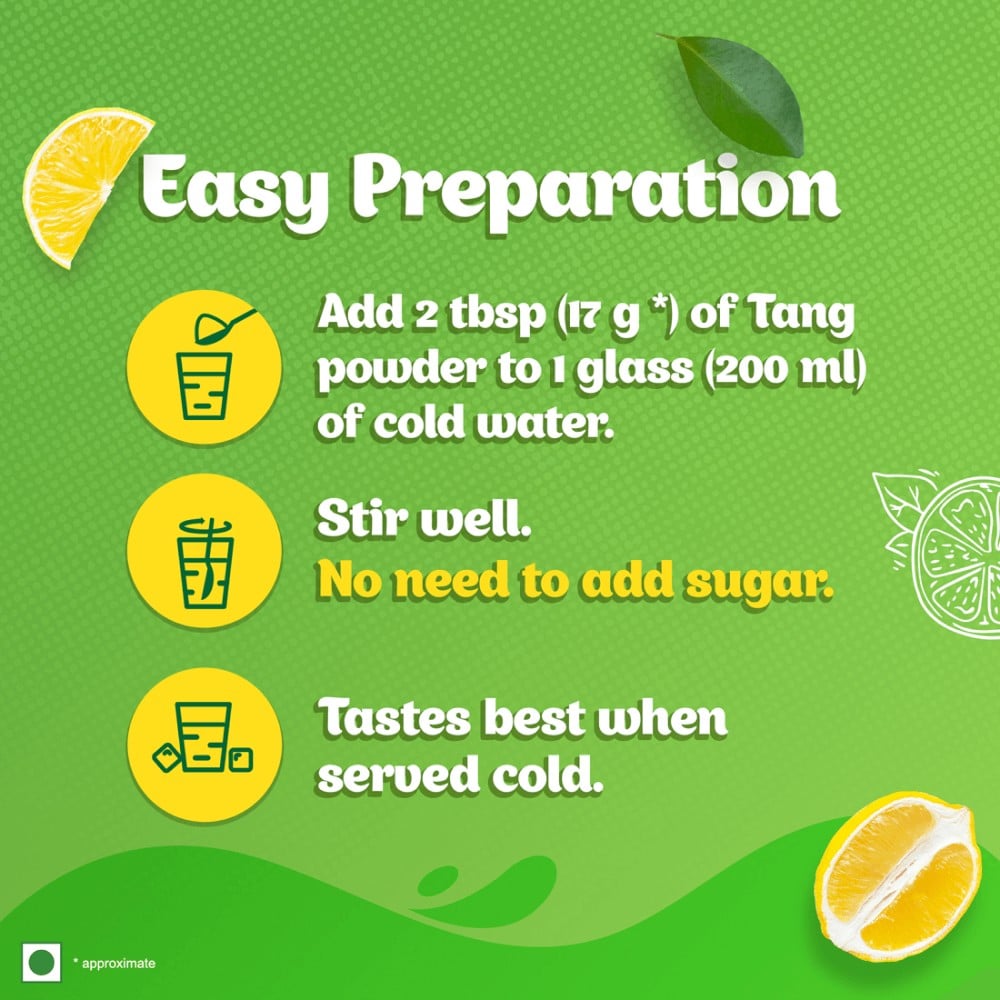 Easy Preparation
Add 2 tbsp (17 g *) of Tang
powder to 1 glass (200 ml)
of cold water.
Stir well.
No need to add sugar.
Tastes best when
served cold.
* approximate